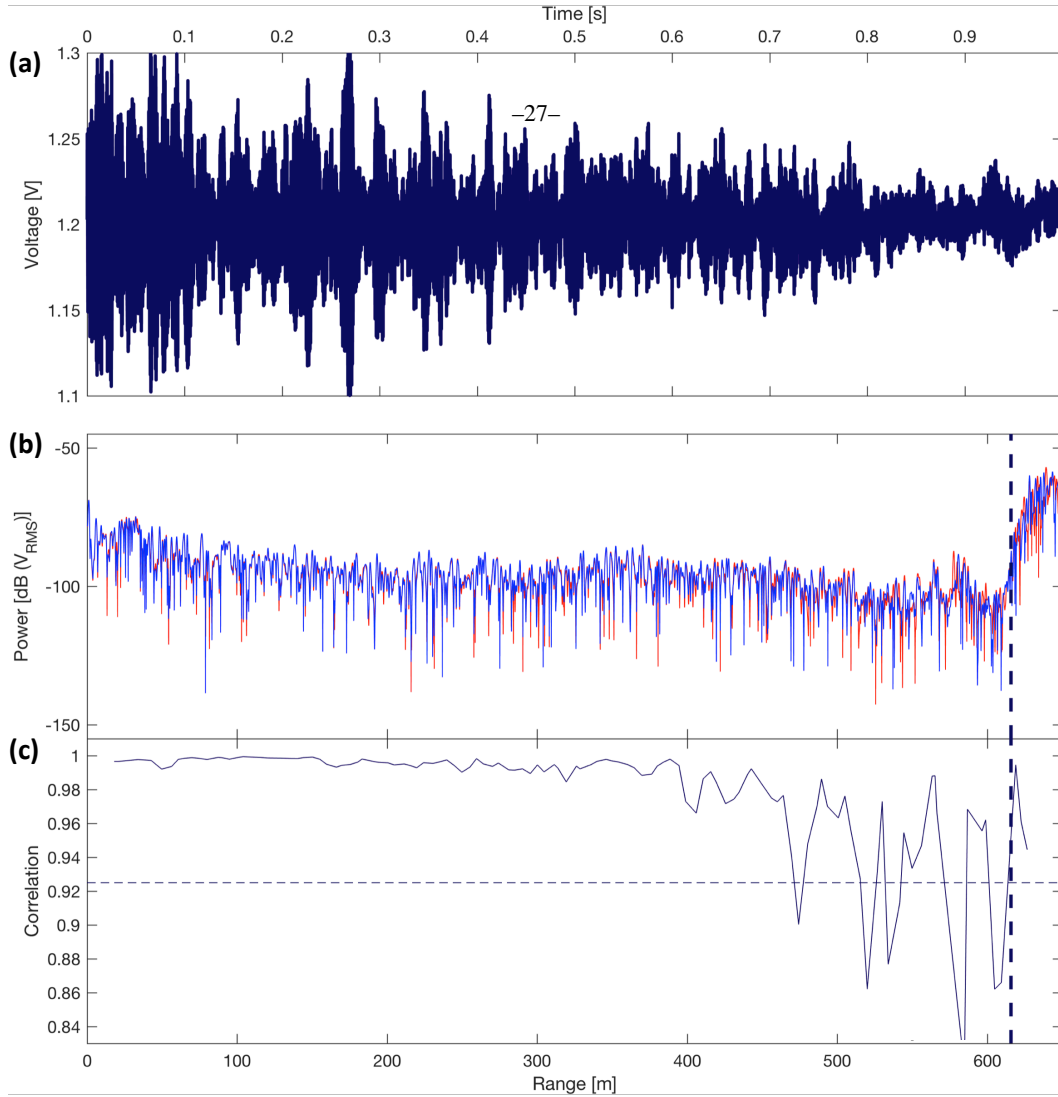 Time [s]
0 0.1 0.2 0.3 0.4 0.5 0.6 0.7 0.8 0.9
(a)
1.3
1.25
1.2
1.15
1.1
Voltage [V]
–27–
(b)
-50
-100
-150
Power [dB (V_RMS)]
(c)
1
0.98
0.96
0.94
0.92
0.9
0.88
0.86
0.84
Correlation
0 100 200 300 400 500 600
Range [m]